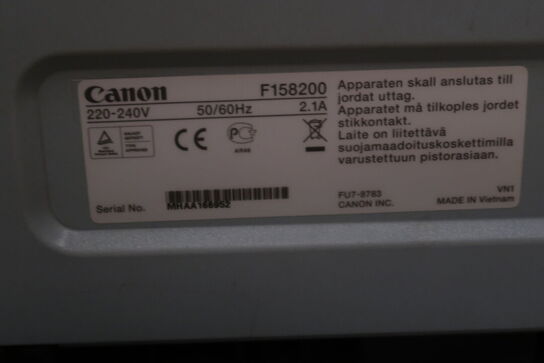 Canon F158200
220-240V 50/60Hz 2.1A
Apparaten skall anslutas till
jordat uttag.
Apparatet må tilkoples jordet
stikkontakt.
Laite on liitettävä
suojamaadoituskoskettimilla
varustettuun pistorasiaan.
Serial No. MHAA168952
FU7-8783
CANON INC.
VN1
MADE IN Vietnam